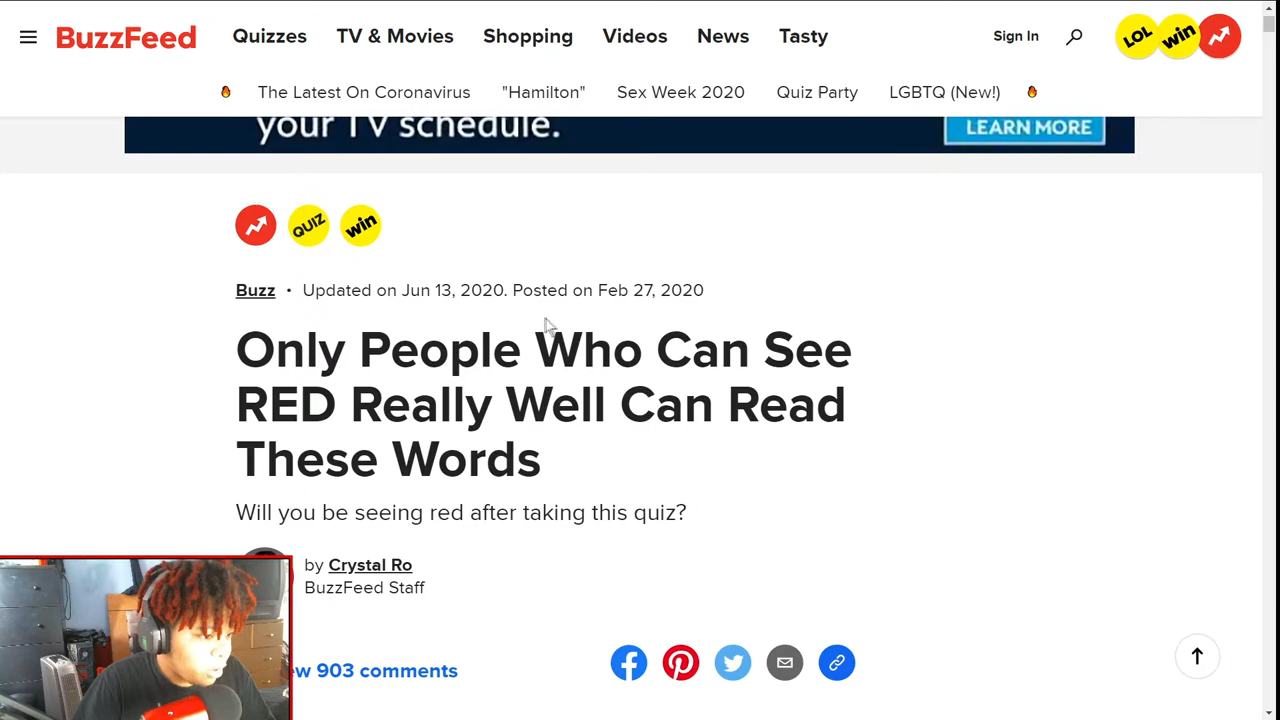 BuzzFeed Quizzes TV & Movies Shopping Videos News Tasty Sign In LOL win
The Latest On Coronavirus "Hamilton" Sex Week 2020 Quiz Party LGBTQ (New!)
your TV schedule. LEARN MORE
QUIZ win
Buzz • Updated on Jun 13, 2020. Posted on Feb 27, 2020
Only People Who Can See
RED Really Well Can Read
These Words
Will you be seeing red after taking this quiz?
by Crystal Ro
BuzzFeed Staff
903 comments